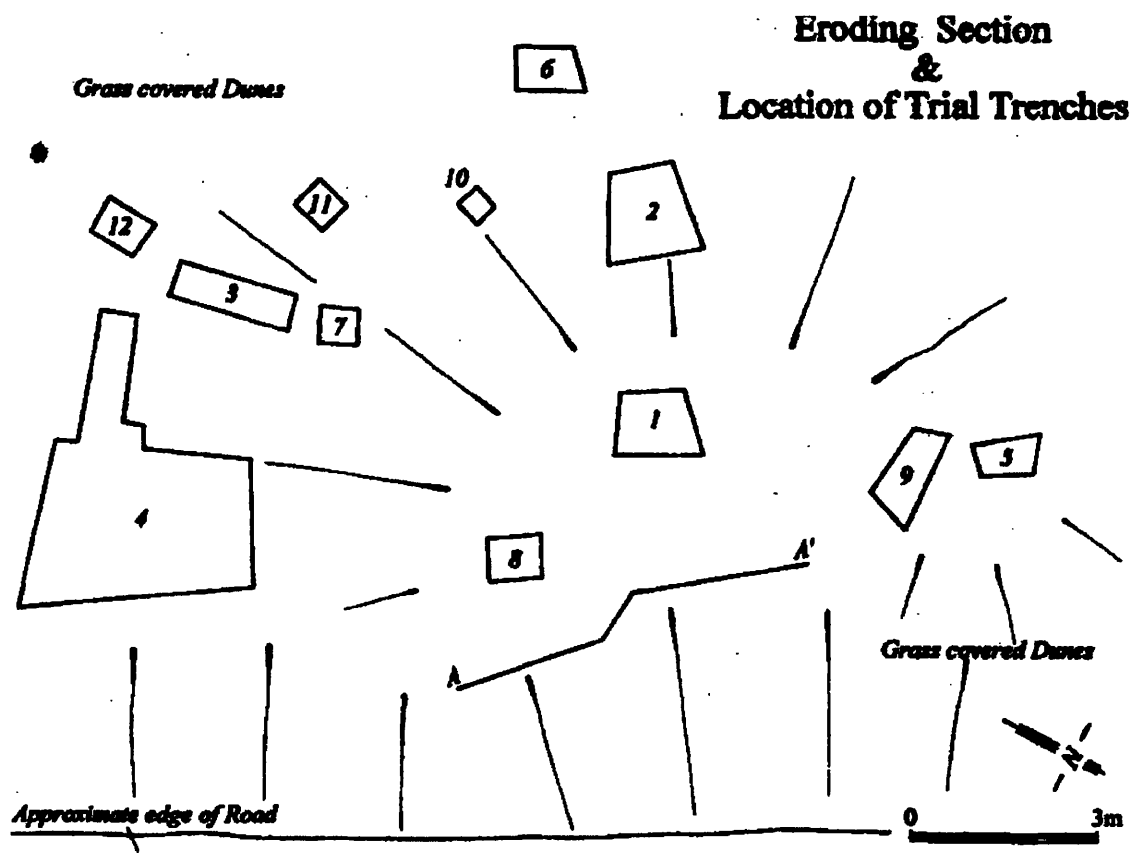 Eroding Section
&
Location of Trial Trenches
Grass covered Dunes
6
10
11
2
12
3
7
1
9
5
4
8
A'
A
Grass covered Dunes
N
Approximate edge of Road
0 3m